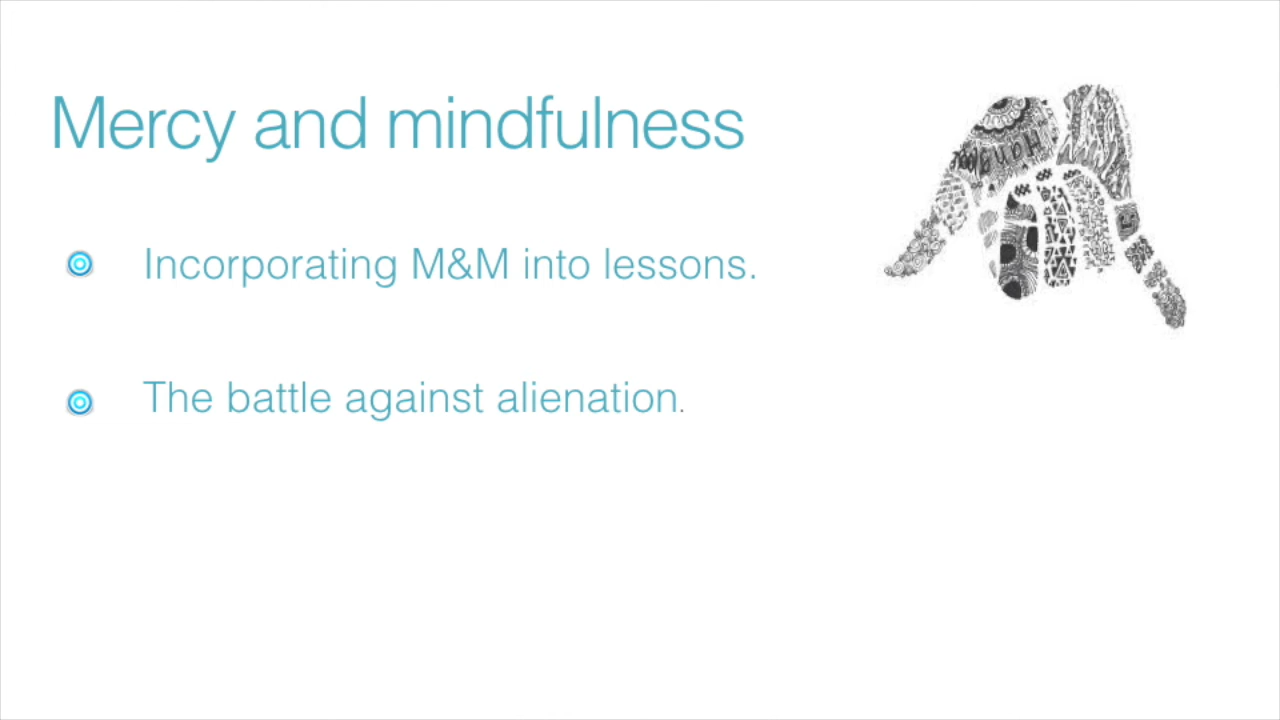 Mercy and mindfulness
Incorporating M&M into lessons.
The battle against alienation.